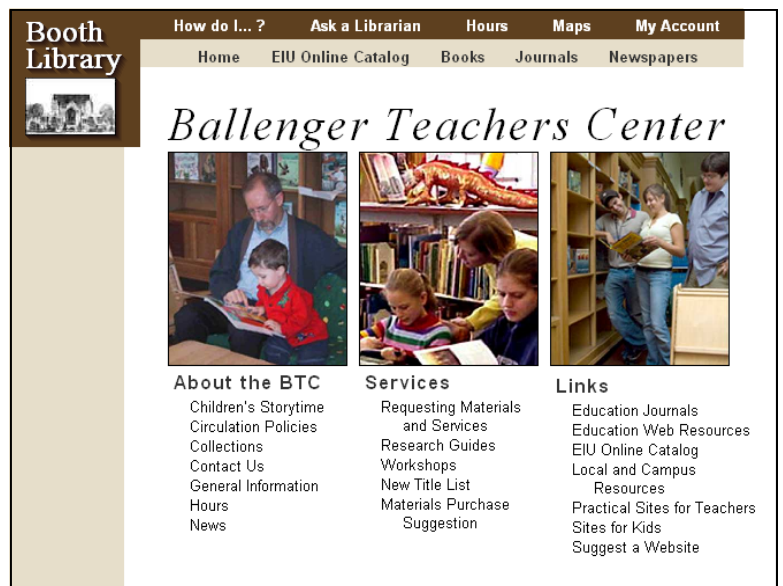 Booth
Library
How do I... ? Ask a Librarian Hours Maps My Account
Home EIU Online Catalog Books Journals Newspapers
Ballenger Teachers Center
About the BTC
Children's Storytime
Circulation Policies
Collections
Contact Us
General Information
Hours
News
Services
Requesting Materials
and Services
Research Guides
Workshops
New Title List
Materials Purchase
Suggestion
Links
Education Journals
Education Web Resources
EIU Online Catalog
Local and Campus
Resources
Practical Sites for Teachers
Sites for Kids
Suggest a Website